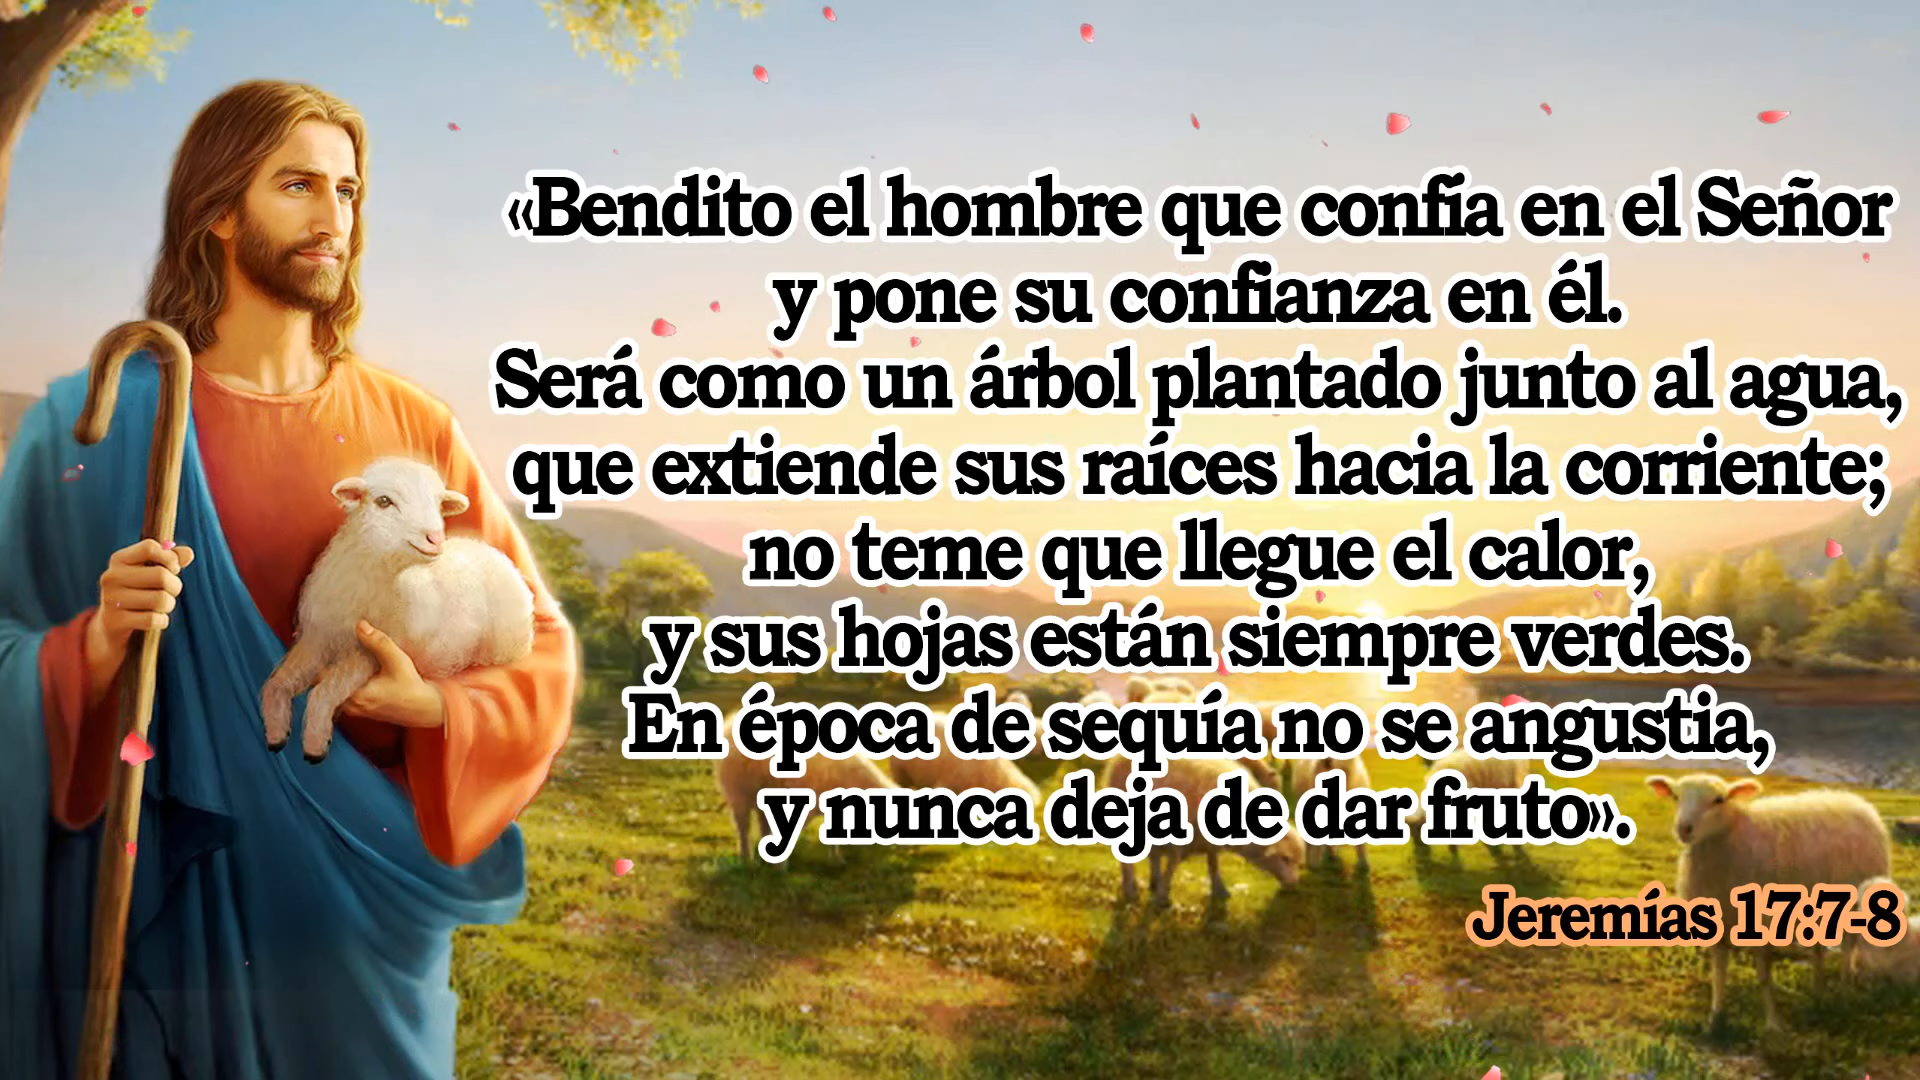 «Bendito el hombre que confía en el Señor
y pone su confianza en él.
Será como un árbol plantado junto al agua,
que extiende sus raíces hacia la corriente;
no teme que llegue el calor,
y sus hojas están siempre verdes.
En época de sequía no se angustia,
y nunca deja de dar fruto».
Jeremías 17:7-8